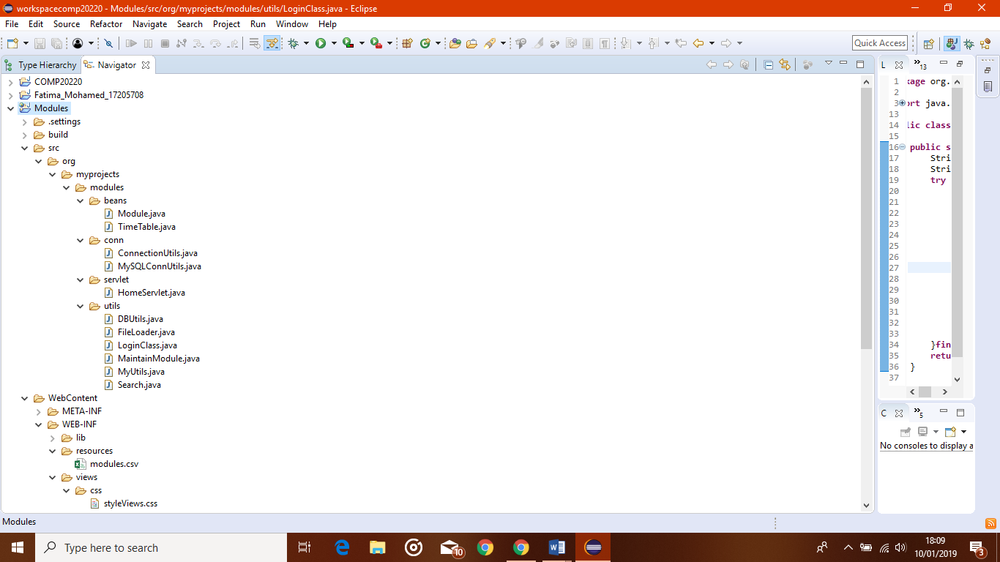 workspacecomp20220 - Modules/src/org/myprojects/modules/utils/LoginClass.java - Eclipse
File Edit Source Refactor Navigate Search Project Run Window Help
Quick Access
Type Hierarchy Navigator
COMP20220
Fatima_Mohamed_17205708
Modules
.settings
build
src
org
myprojects
modules
beans
Module.java
TimeTable.java
conn
ConnectionUtils.java
MySQLConnUtils.java
servlet
HomeServlet.java
utils
DBUtils.java
FileLoader.java
LoginClass.java
MaintainModule.java
MyUtils.java
Search.java
WebContent
META-INF
WEB-INF
lib
resources
modules.csv
views
css
styleViews.css
L »13
1 kage org.
2
3 ort java.
13
14 lic class
15
16 public s
17 Stri
18 Stri
19 try
20
21
22
23
24
25
26
27
28
29
30
31
32
33
34 }fin
35 retu
36 }
37
C »5
No consoles to display a
Modules
Type here to search
10
18:09
10/01/2019
3